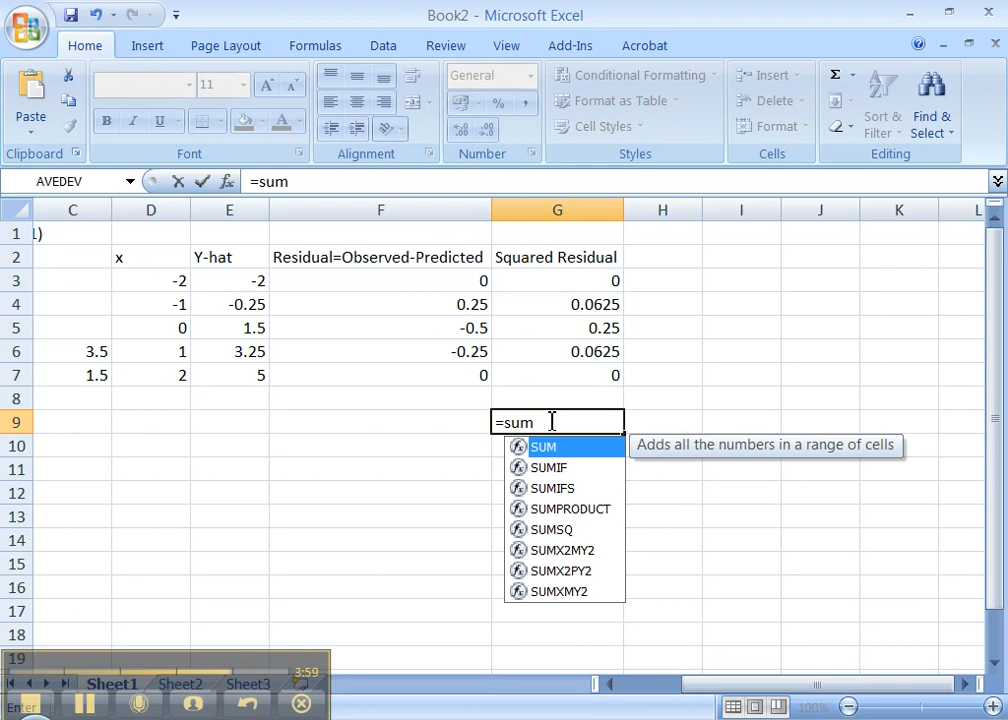 Book2 - Microsoft Excel
Home Insert Page Layout Formulas Data Review View Add-Ins Acrobat
Paste
11
B I U A
General
% ,
Conditional Formatting
Format as Table
Cell Styles
Insert
Delete
Format
Σ
Sort & Filter
Find & Select
Clipboard Font Alignment Number Styles Cells Editing
AVEDEV fx =sum
C D E F G H I J K L
1
2 x Y-hat Residual=Observed-Predicted Squared Residual
3 -2 -2 0 0
4 -1 -0.25 0.25 0.0625
5 0 1.5 -0.5 0.25
6 3.5 1 3.25 -0.25 0.0625
7 1.5 2 5 0 0
8
9 =sum
10 SUM Adds all the numbers in a range of cells
11 SUMIF
12 SUMIFS
13 SUMPRODUCT
14 SUMSQ
15 SUMX2MY2
16 SUMX2PY2
17 SUMXMY2
18
19
3:59
Sheet1 Sheet2 Sheet3
Enter 100%